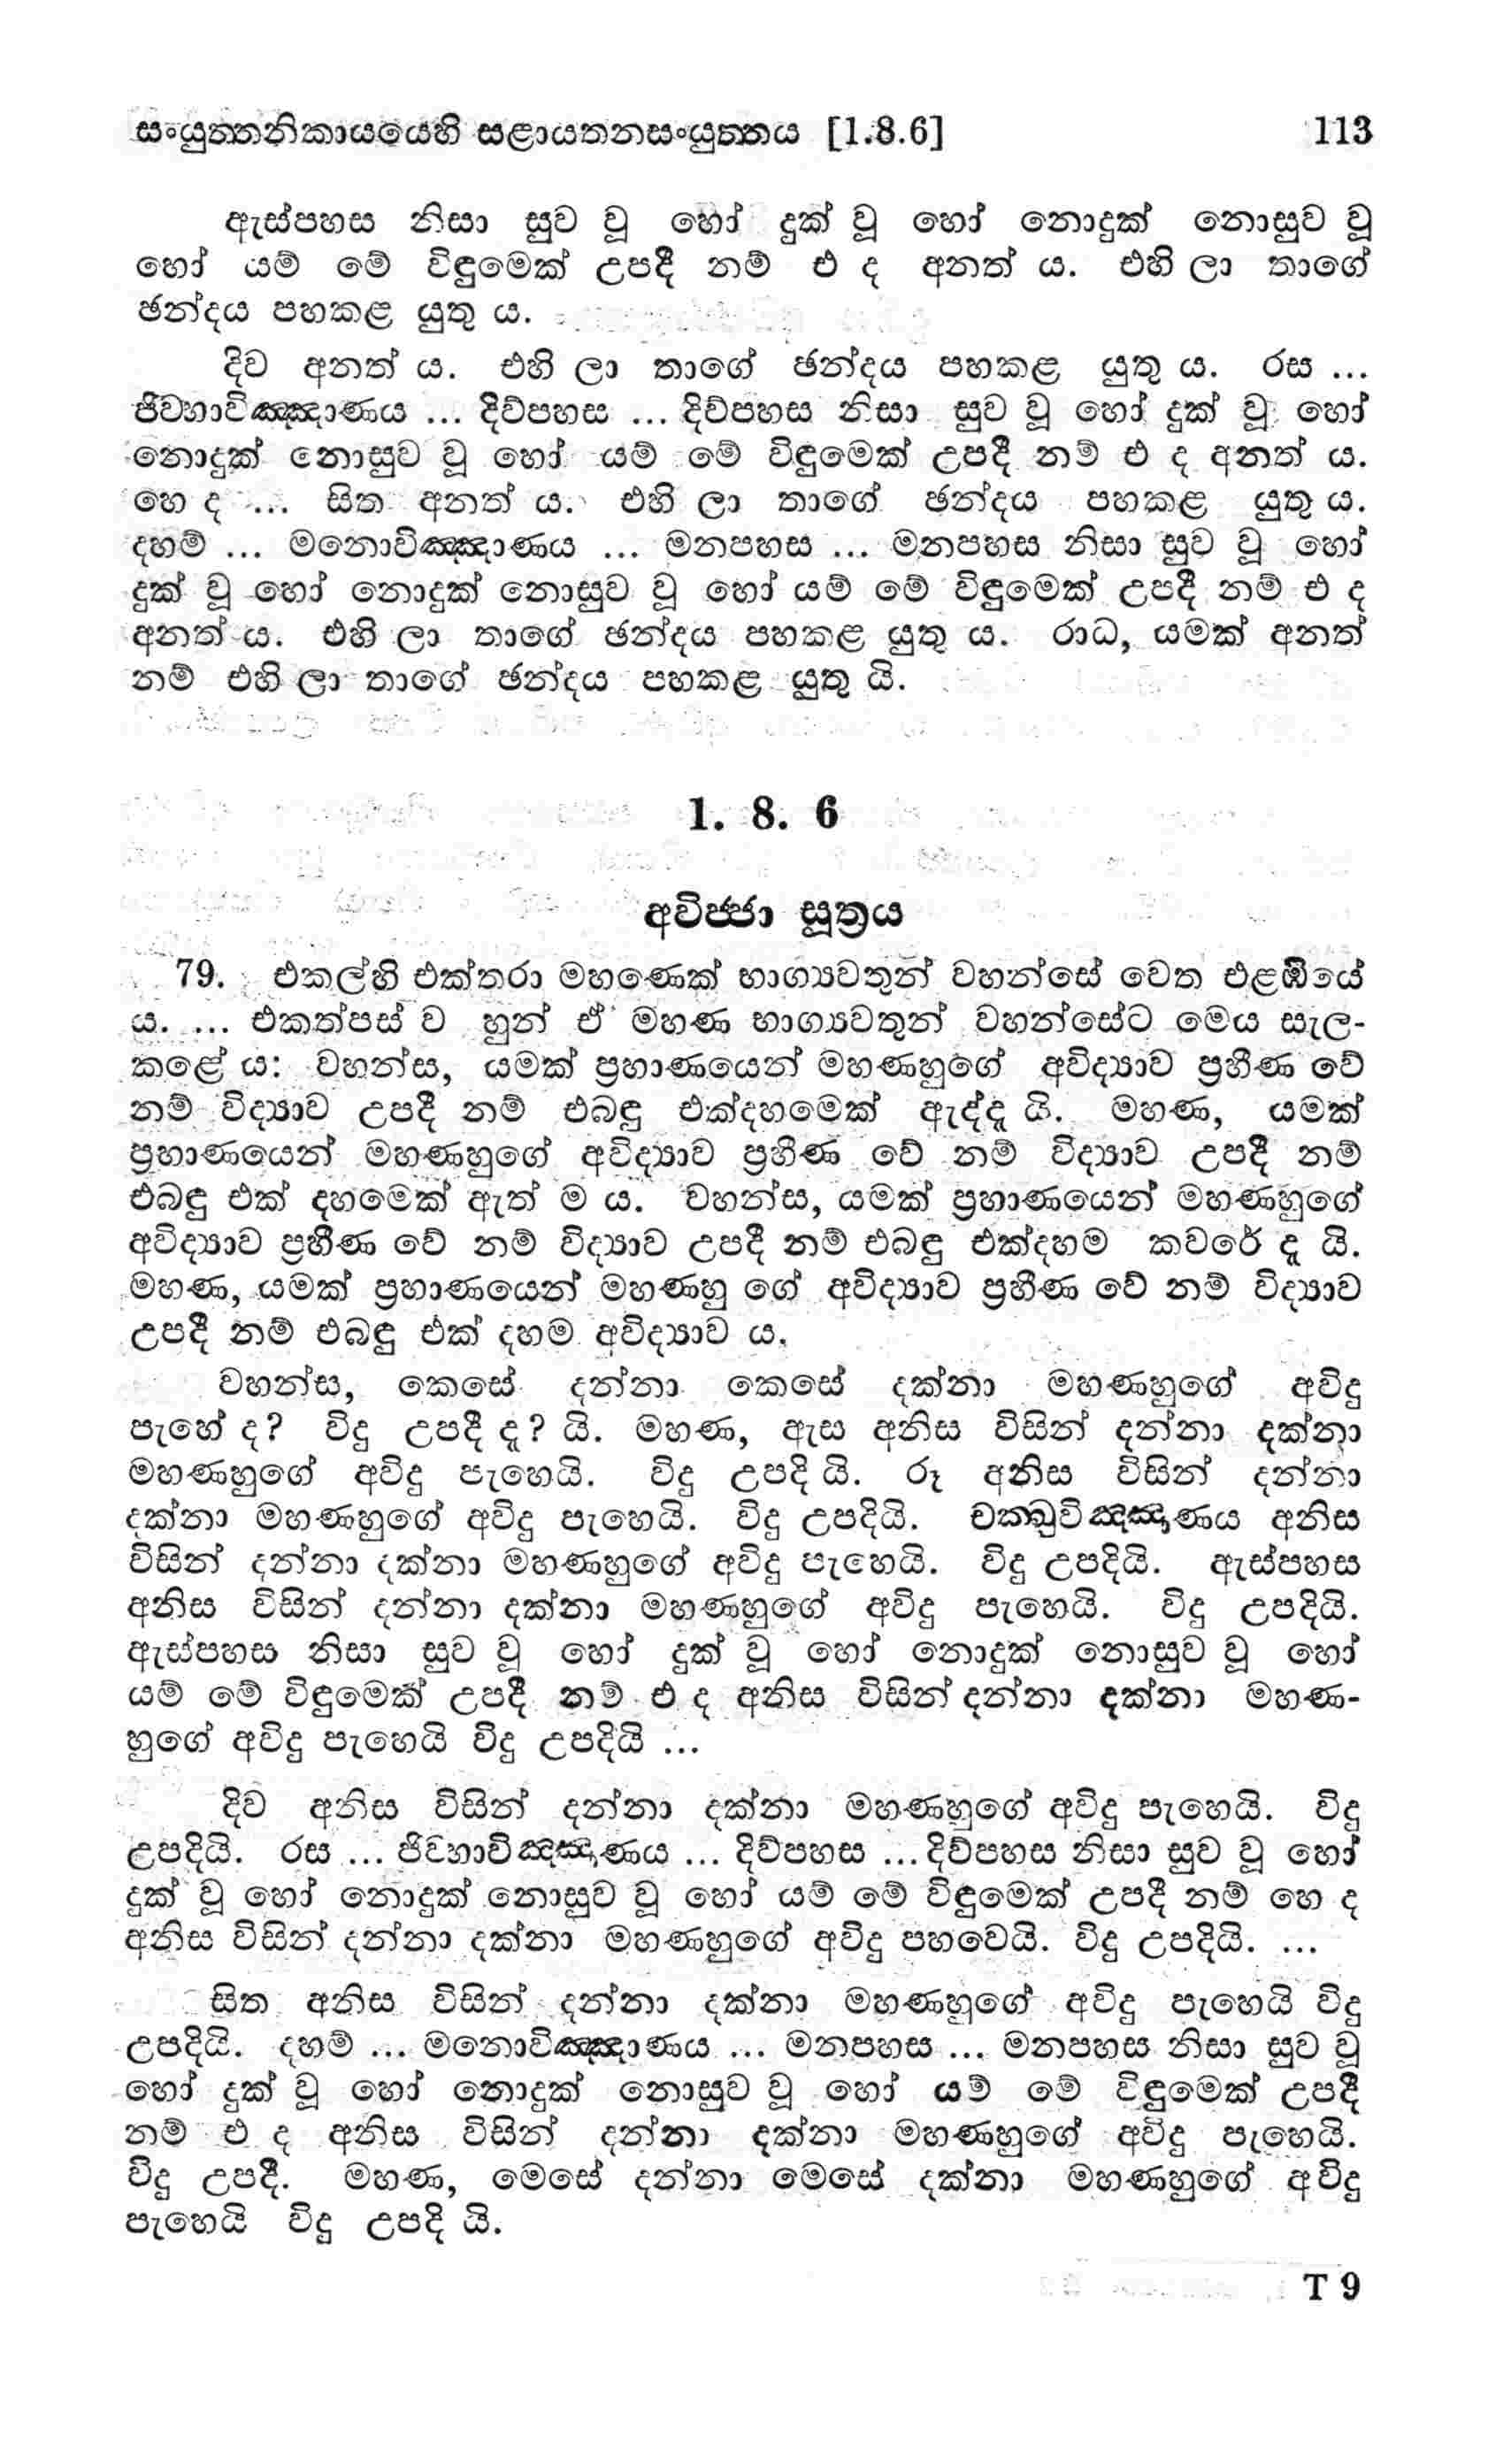 සංයුත්තනිකායයෙහි සළායතනසංයුත්තය [1.8.6] 113
ඇස්පහස නිසා සුව වූ හෝ දුක් වූ හෝ නොදුක් නොසුව වූ
හෝ යම් මේ විඳුමෙක් උපදී නම් එ ද අනත් ය. එහි ලා තාගේ
ඡන්දය පහකළ යුතු ය.
දිව අනත් ය. එහි ලා තාගේ ඡන්දය පහකළ යුතු ය. රස ...
ජිව්හාවිඤ්ඤාණය ... දිව්පහස ... දිව්පහස නිසා සුව වූ හෝ දුක් වූ හෝ
නොදුක් නොසුව වූ හෝ යම් මේ විඳුමෙක් උපදී නම් එ ද අනත් ය.
හෙ ද ... සිත අනත් ය. එහි ලා තාගේ ඡන්දය පහකළ යුතු ය.
දහම් ... මනොවිඤ්ඤාණය ... මනපහස ... මනපහස නිසා සුව වූ හෝ
දුක් වූ හෝ නොදුක් නොසුව වූ හෝ යම් මේ විඳුමෙක් උපදී නම් එ ද
අනත් ය. එහි ලා තාගේ ඡන්දය පහකළ යුතු ය. රාධ, යමක් අනත්
නම් එහි ලා තාගේ ඡන්දය පහකළ යුතු යි.
1. 8. 6
අවිජ්ජා සූත්‍රය
79. එකල්හි එක්තරා මහණෙක් භාග්‍යවතුන් වහන්සේ වෙත එළඹියේ
ය. ... එකත්පස් ව හුන් ඒ මහණ භාග්‍යවතුන් වහන්සේට මෙය සැල-
කළේ ය: වහන්ස, යමක් ප්‍රහාණයෙන් මහණහුගේ අවිද්‍යාව ප්‍රහීණ වේ
නම් විද්‍යාව උපදී නම් එබඳු එක්දහමෙක් ඇද්දැ යි. මහණ, යමක්
ප්‍රහාණයෙන් මහණහුගේ අවිද්‍යාව ප්‍රහීණ වේ නම් විද්‍යාව උපදී නම්
එබඳු එක් දහමෙක් ඇත් ම ය. වහන්ස, යමක් ප්‍රහාණයෙන් මහණහුගේ
අවිද්‍යාව ප්‍රහීණ වේ නම් විද්‍යාව උපදී නම් එබඳු එක්දහම කවරේ දැ යි.
මහණ, යමක් ප්‍රහාණයෙන් මහණහු ගේ අවිද්‍යාව ප්‍රහීණ වේ නම් විද්‍යාව
උපදී නම් එබඳු එක් දහම අවිද්‍යාව ය.
වහන්ස, කෙසේ දන්නා කෙසේ දක්නා මහණහුගේ අවිදු
පැහේ ද? විදු උපදී දැ? යි. මහණ, ඇස අනිස විසින් දන්නා දක්නා
මහණහුගේ අවිදු පැහෙයි. විදු උපදි යි. රූ අනිස විසින් දන්නා
දක්නා මහණහුගේ අවිදු පැහෙයි. විදු උපදියි. චක්ඛුවිඤ්ඤාණය අනිස
විසින් දන්නා දක්නා මහණහුගේ අවිදු පැහෙයි. විදු උපදියි. ඇස්පහස
අනිස විසින් දන්නා දක්නා මහණහුගේ අවිදු පැහෙයි. විදු උපදියි.
ඇස්පහස නිසා සුව වූ හෝ දුක් වූ හෝ නොදුක් නොසුව වූ හෝ
යම් මේ විඳුමෙක් උපදී නම් එ ද අනිස විසින් දන්නා දක්නා මහණ-
හුගේ අවිදු පැහෙයි විදු උපදියි ...
දිව අනිස විසින් දන්නා දක්නා මහණහුගේ අවිදු පැහෙයි. විදු
උපදියි. රස ... ජිව්හාවිඤ්ඤාණය ... දිව්පහස ... දිව්පහස නිසා සුව වූ හෝ
දුක් වූ හෝ නොදුක් නොසුව වූ හෝ යම් මේ විඳුමෙක් උපදී නම් හෙ ද
අනිස විසින් දන්නා දක්නා මහණහුගේ අවිදු පහවෙයි. විදු උපදියි. ...
සිත අනිස විසින් දන්නා දක්නා මහණහුගේ අවිදු පැහෙයි විදු
උපදියි. දහම් ... මනොවිඤ්ඤාණය ... මනපහස ... මනපහස නිසා සුව වූ
හෝ දුක් වූ හෝ නොදුක් නොසුව වූ හෝ යම් මේ විඳුමෙක් උපදී
නම් එ ද අනිස විසින් දන්නා දක්නා මහණහුගේ අවිදු පැහෙයි.
විදු උපදී. මහණ, මෙසේ දන්නා මෙසේ දක්නා මහණහුගේ අවිදු
පැහෙයි විදු උපදි යි.
T 9